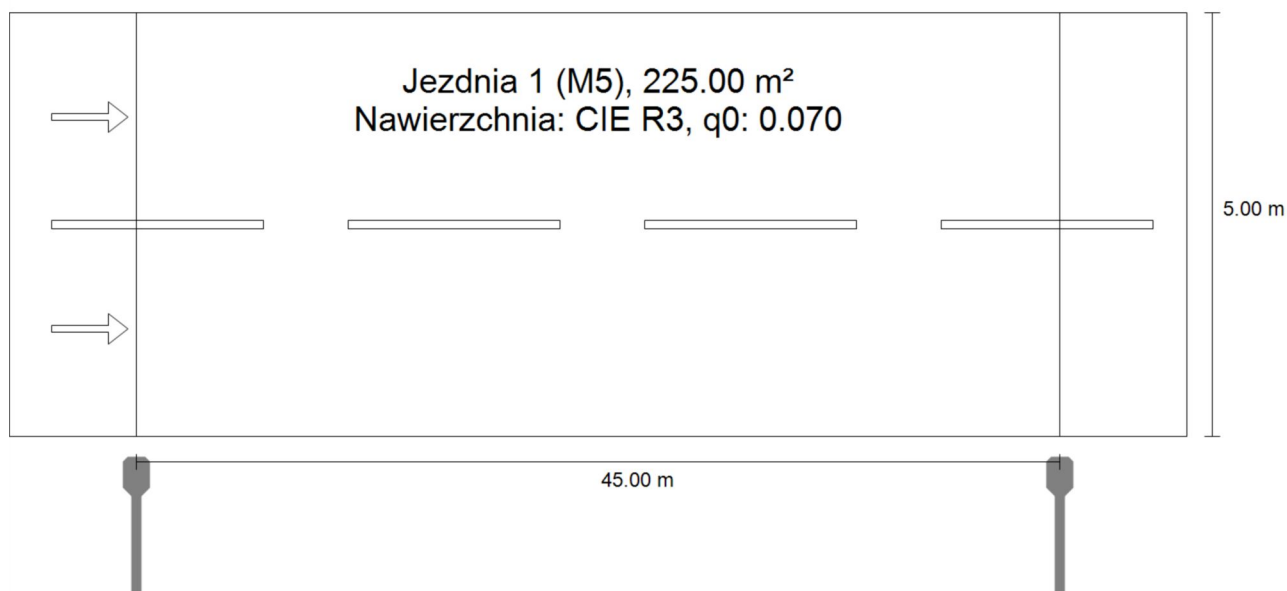 Jezdnia 1 (M5), 225.00 m²
Nawierzchnia: CIE R3, q0: 0.070
5.00 m
45.00 m